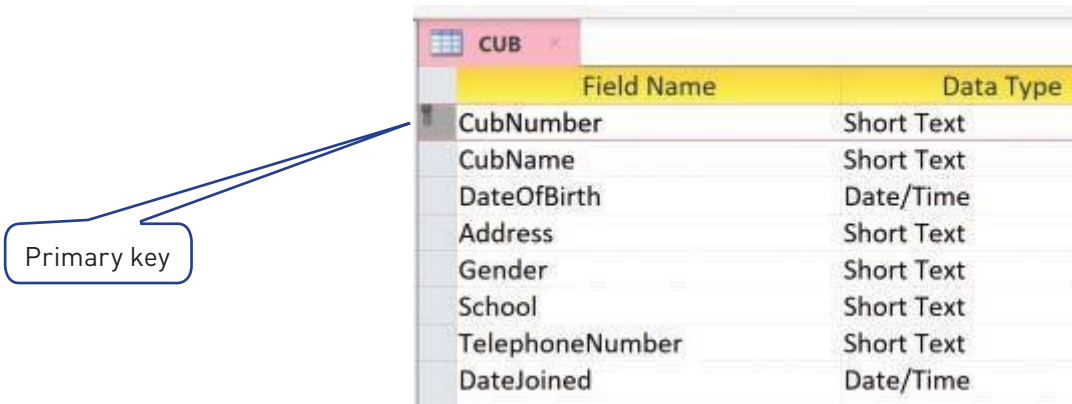 CUB
Field Name Data Type
CubNumber Short Text
CubName Short Text
DateOfBirth Date/Time
Address Short Text
Gender Short Text
School Short Text
TelephoneNumber Short Text
DateJoined Date/Time
Primary key